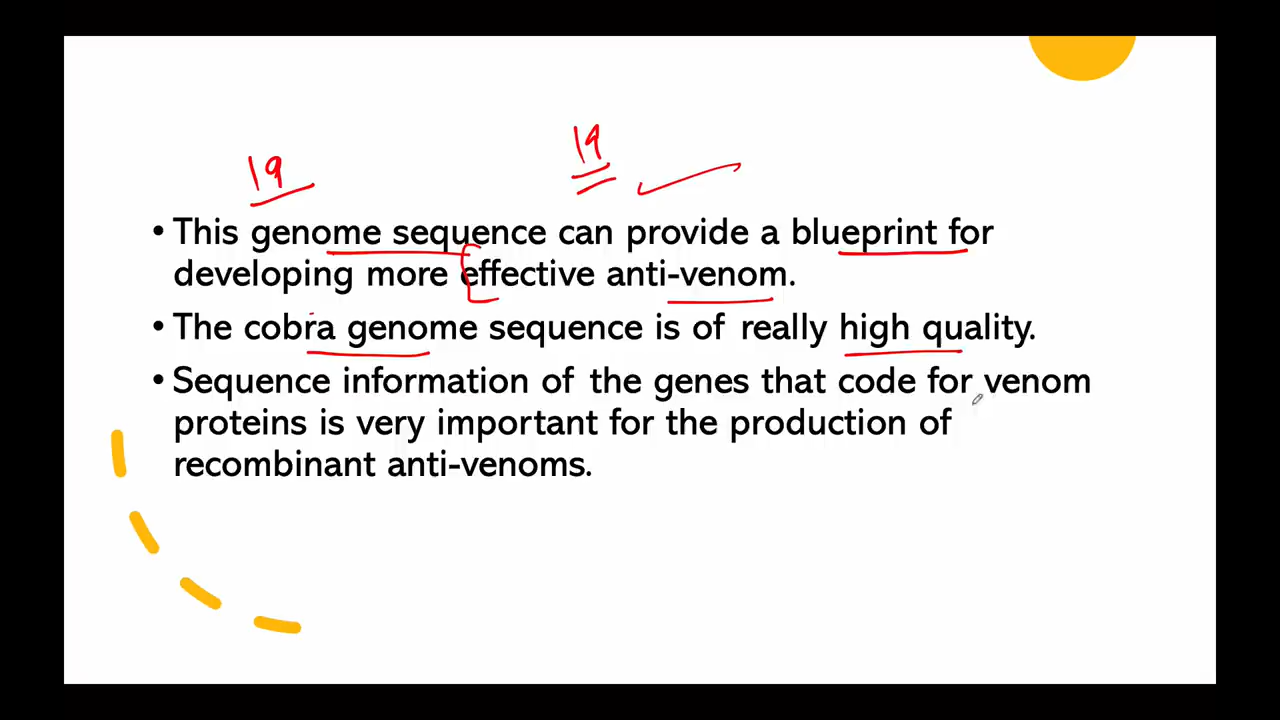 19
19
• This genome sequence can provide a blueprint for
developing more effective anti-venom.
• The cobra genome sequence is of really high quality.
• Sequence information of the genes that code for venom
proteins is very important for the production of
recombinant anti-venoms.